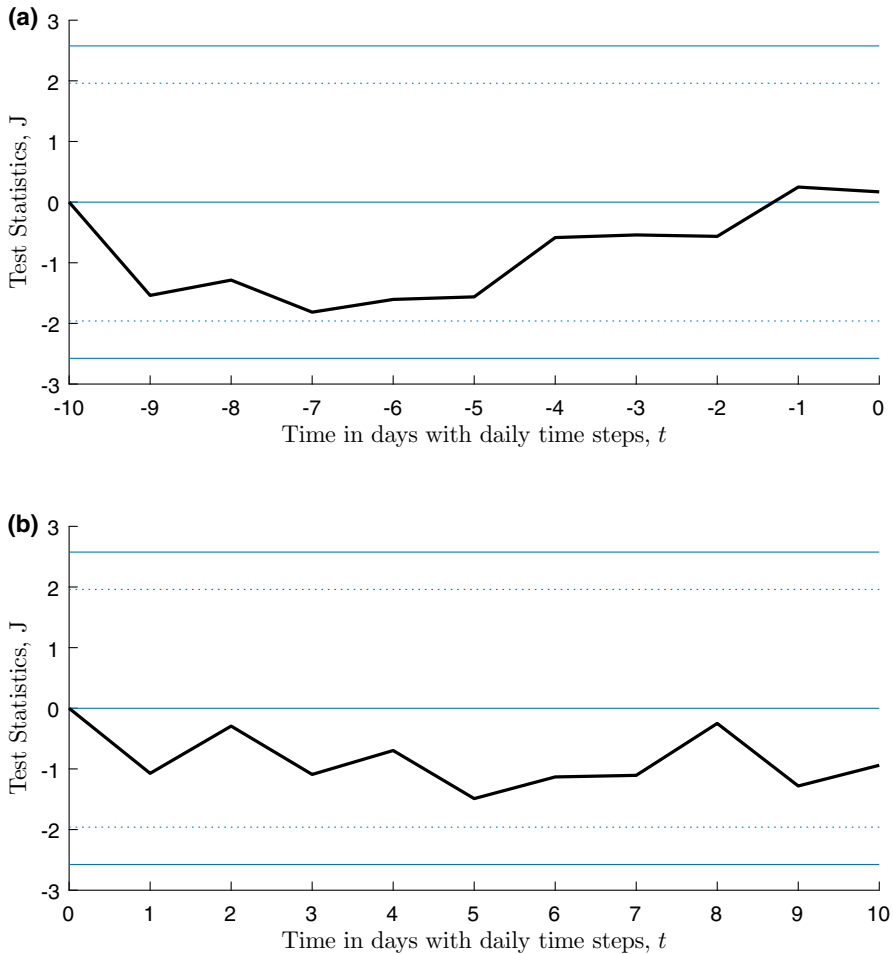 (a)
3
2
1
0
-1
-2
-3
Test Statistics, J
-10 -9 -8 -7 -6 -5 -4 -3 -2 -1 0
Time in days with daily time steps, t
(b)
3
2
1
0
-1
-2
-3
Test Statistics, J
0 1 2 3 4 5 6 7 8 9 10
Time in days with daily time steps, t